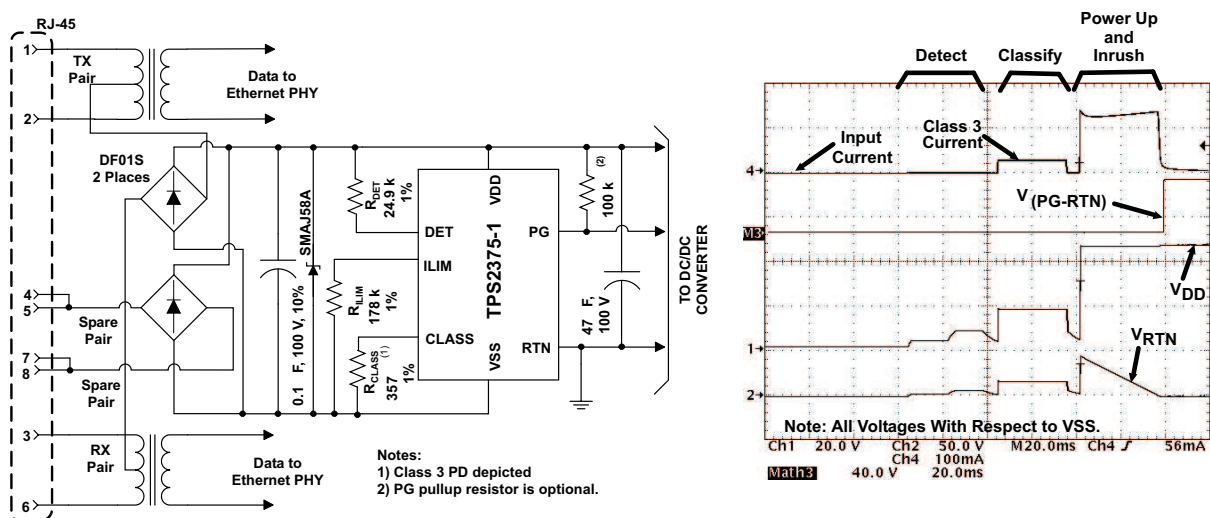 RJ-45
1
TX
Pair
2
Data to
Ethernet PHY
DF01S
2 Places
4
5
Spare
Pair
7
8
Spare
Pair
3
RX
Pair
6
Data to
Ethernet PHY
0.1 F, 100 V, 10%
SMAJ58A
RDET
24.9 k
1%
RILIM
178 k
1%
RCLASS(1)
357
1%
DET
ILIM
CLASS
VDD
TPS2375-1
VSS
PG
RTN
(2)
100 k
47 F,
100 V
TO DC/DC
CONVERTER
Notes:
1) Class 3 PD depicted
2) PG pullup resistor is optional.
Detect
Classify
Power Up
and
Inrush
Input
Current
Class 3
Current
V(PG-RTN)
VDD
VRTN
4
M3
1
2
Note: All Voltages With Respect to VSS.
Ch1 20.0 V Ch2 50.0 V M20.0ms Ch4 56mA
Ch4 100mA
Math3 40.0 V 20.0ms